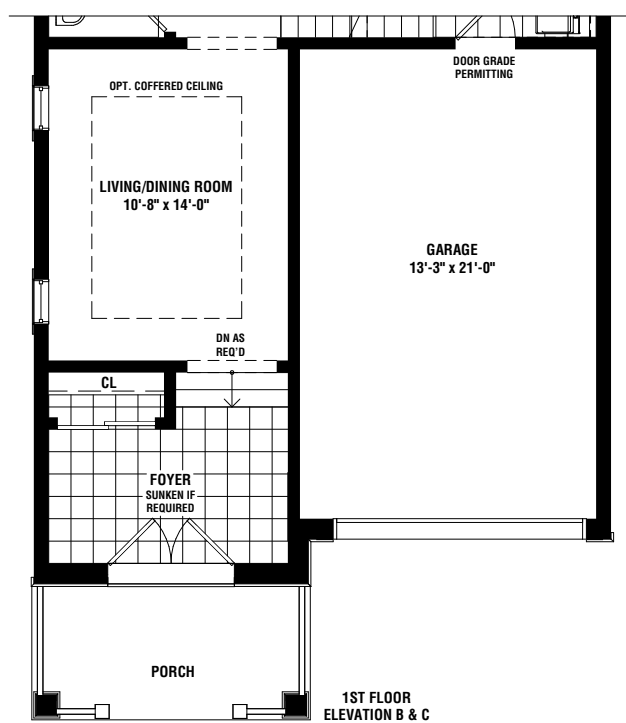 DOOR GRADE
PERMITTING
OPT. COFFERED CEILING
LIVING/DINING ROOM
10'-8" x 14'-0"
GARAGE
13'-3" x 21'-0"
DN AS
REQ'D
CL
FOYER
SUNKEN IF
REQUIRED
PORCH
1ST FLOOR
ELEVATION B & C